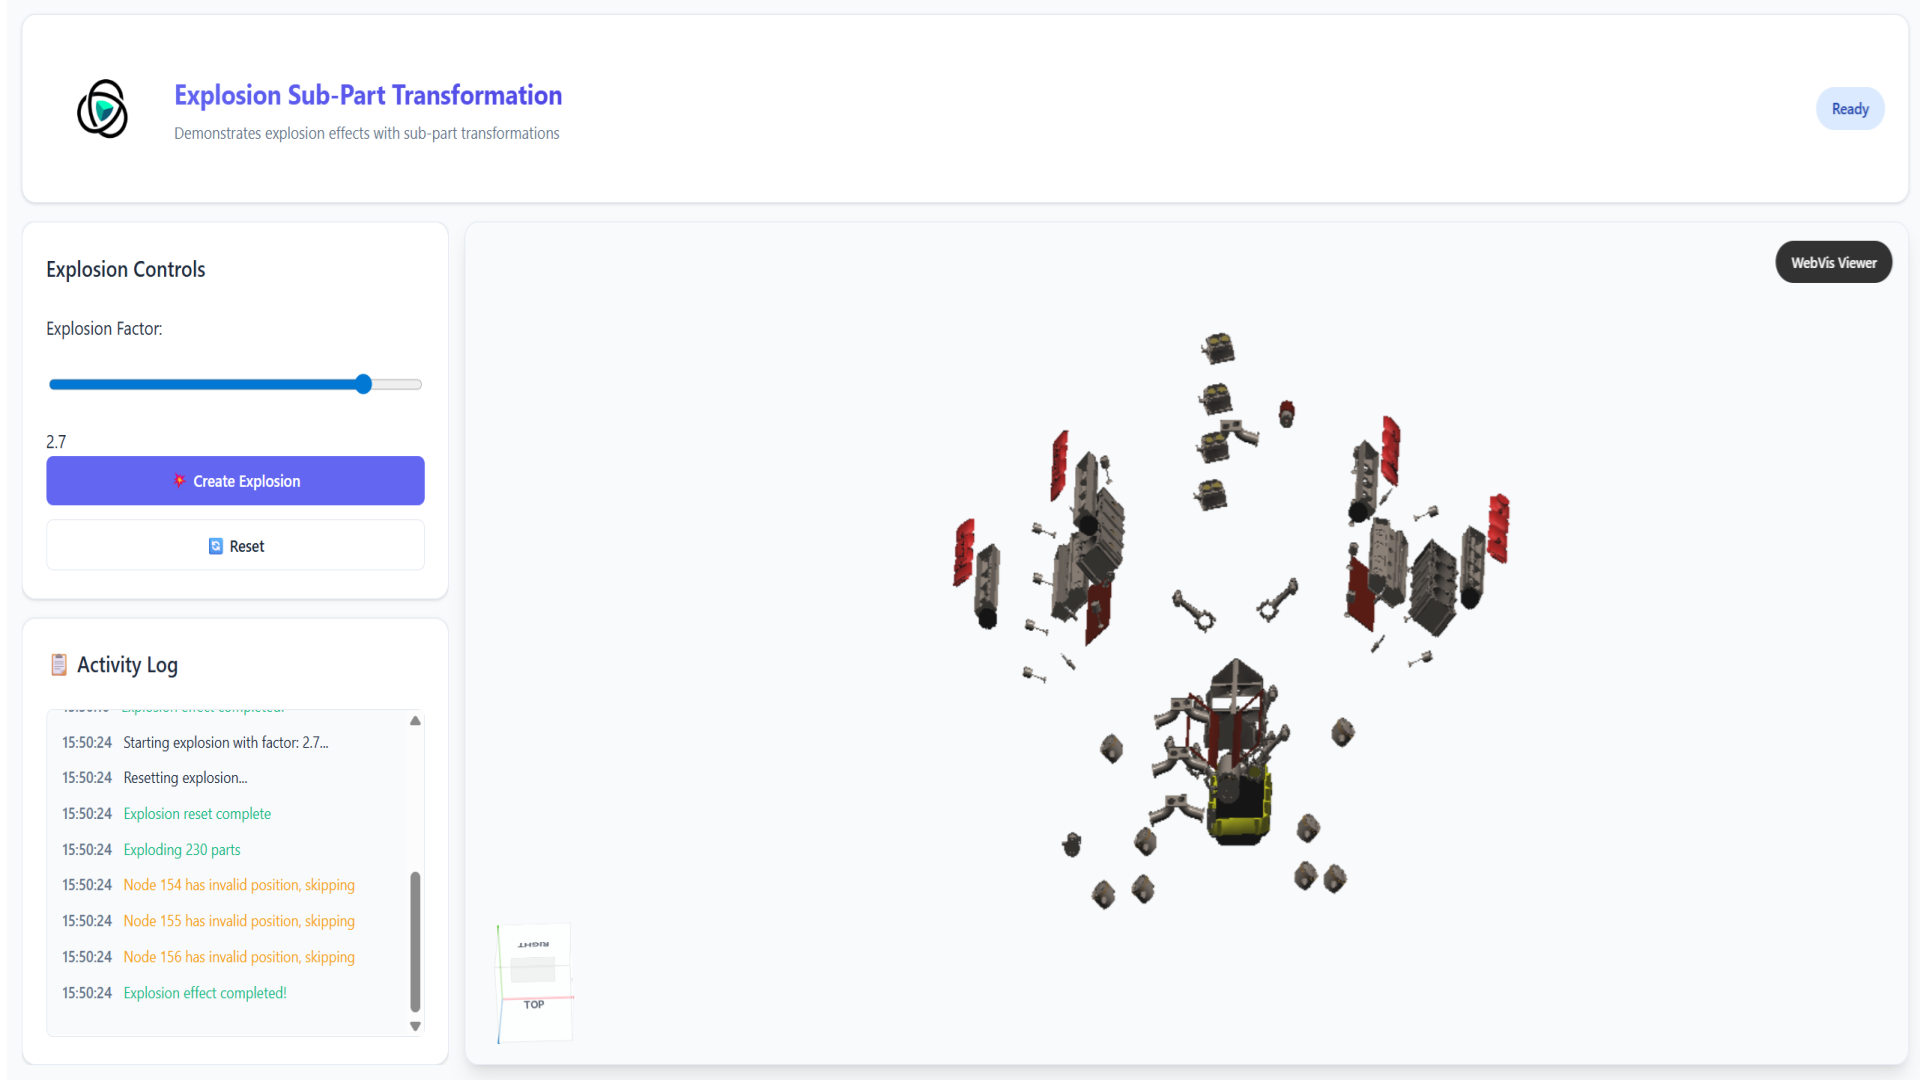 Explosion Sub-Part Transformation
Demonstrates explosion effects with sub-part transformations
Ready
Explosion Controls
Explosion Factor:
2.7
Create Explosion
Reset
Activity Log
Explosion effect completed!
15:50:24 Starting explosion with factor: 2.7...
15:50:24 Resetting explosion...
15:50:24 Explosion reset complete
15:50:24 Exploding 230 parts
15:50:24 Node 154 has invalid position, skipping
15:50:24 Node 155 has invalid position, skipping
15:50:24 Node 156 has invalid position, skipping
15:50:24 Explosion effect completed!
WebVis Viewer
RIGHT
TOP